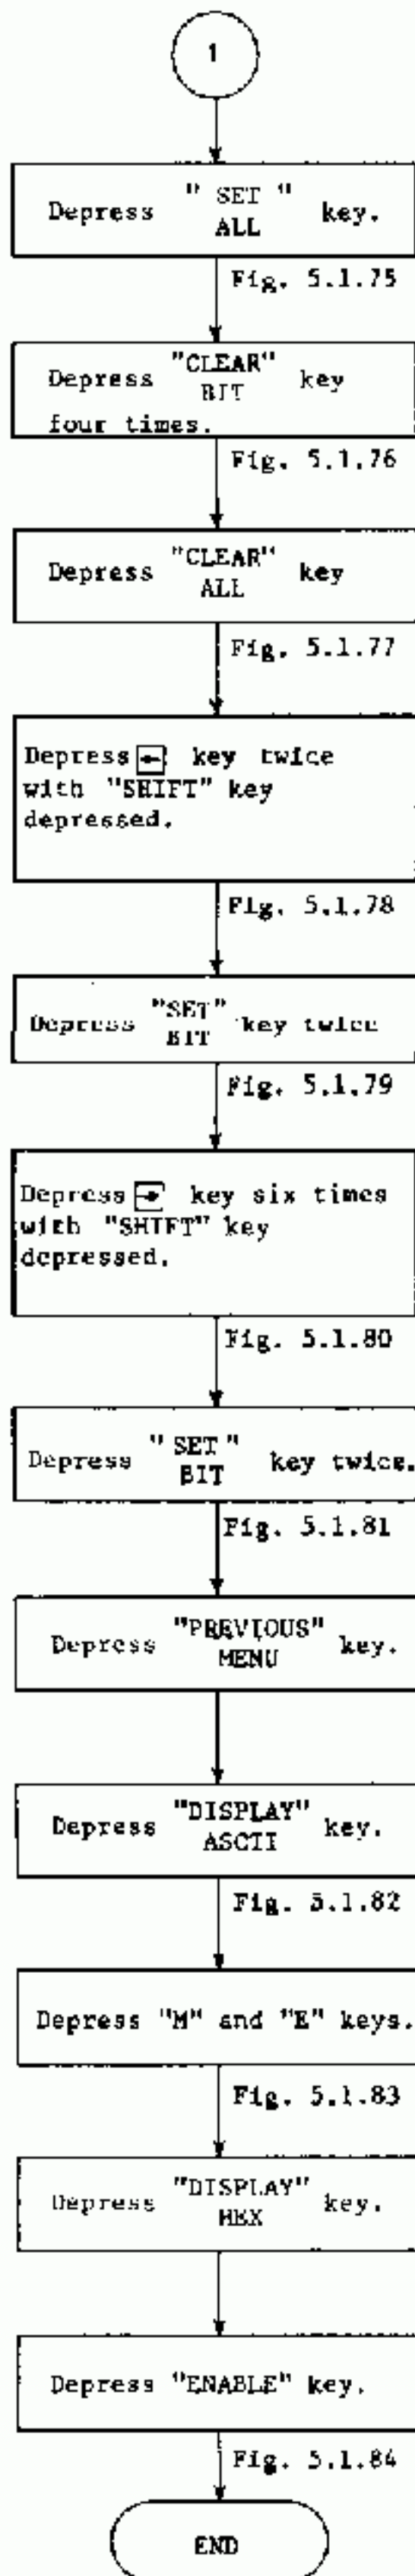 1
" SET "
Depress key.
ALL
Fig. 5.1.75
"CLEAR"
Depress key
BIT
four times.
Fig. 5.1.76
"CLEAR"
Depress key
ALL
Fig. 5.1.77
Depress ← key twice
with "SHIFT" key
depressed.
Fig. 5.1.78
"SET"
Depress key twice
BIT
Fig. 5.1.79
Depress → key six times
with "SHIFT" key
depressed.
Fig. 5.1.80
" SET "
Depress key twice.
BIT
Fig. 5.1.81
"PREVIOUS"
Depress key.
MENU
"DISPLAY"
Depress key.
ASCII
Fig. 5.1.82
Depress "M" and "E" keys.
Fig. 5.1.83
"DISPLAY"
Depress key.
HEX
Depress "ENABLE" key.
Fig. 5.1.84
END